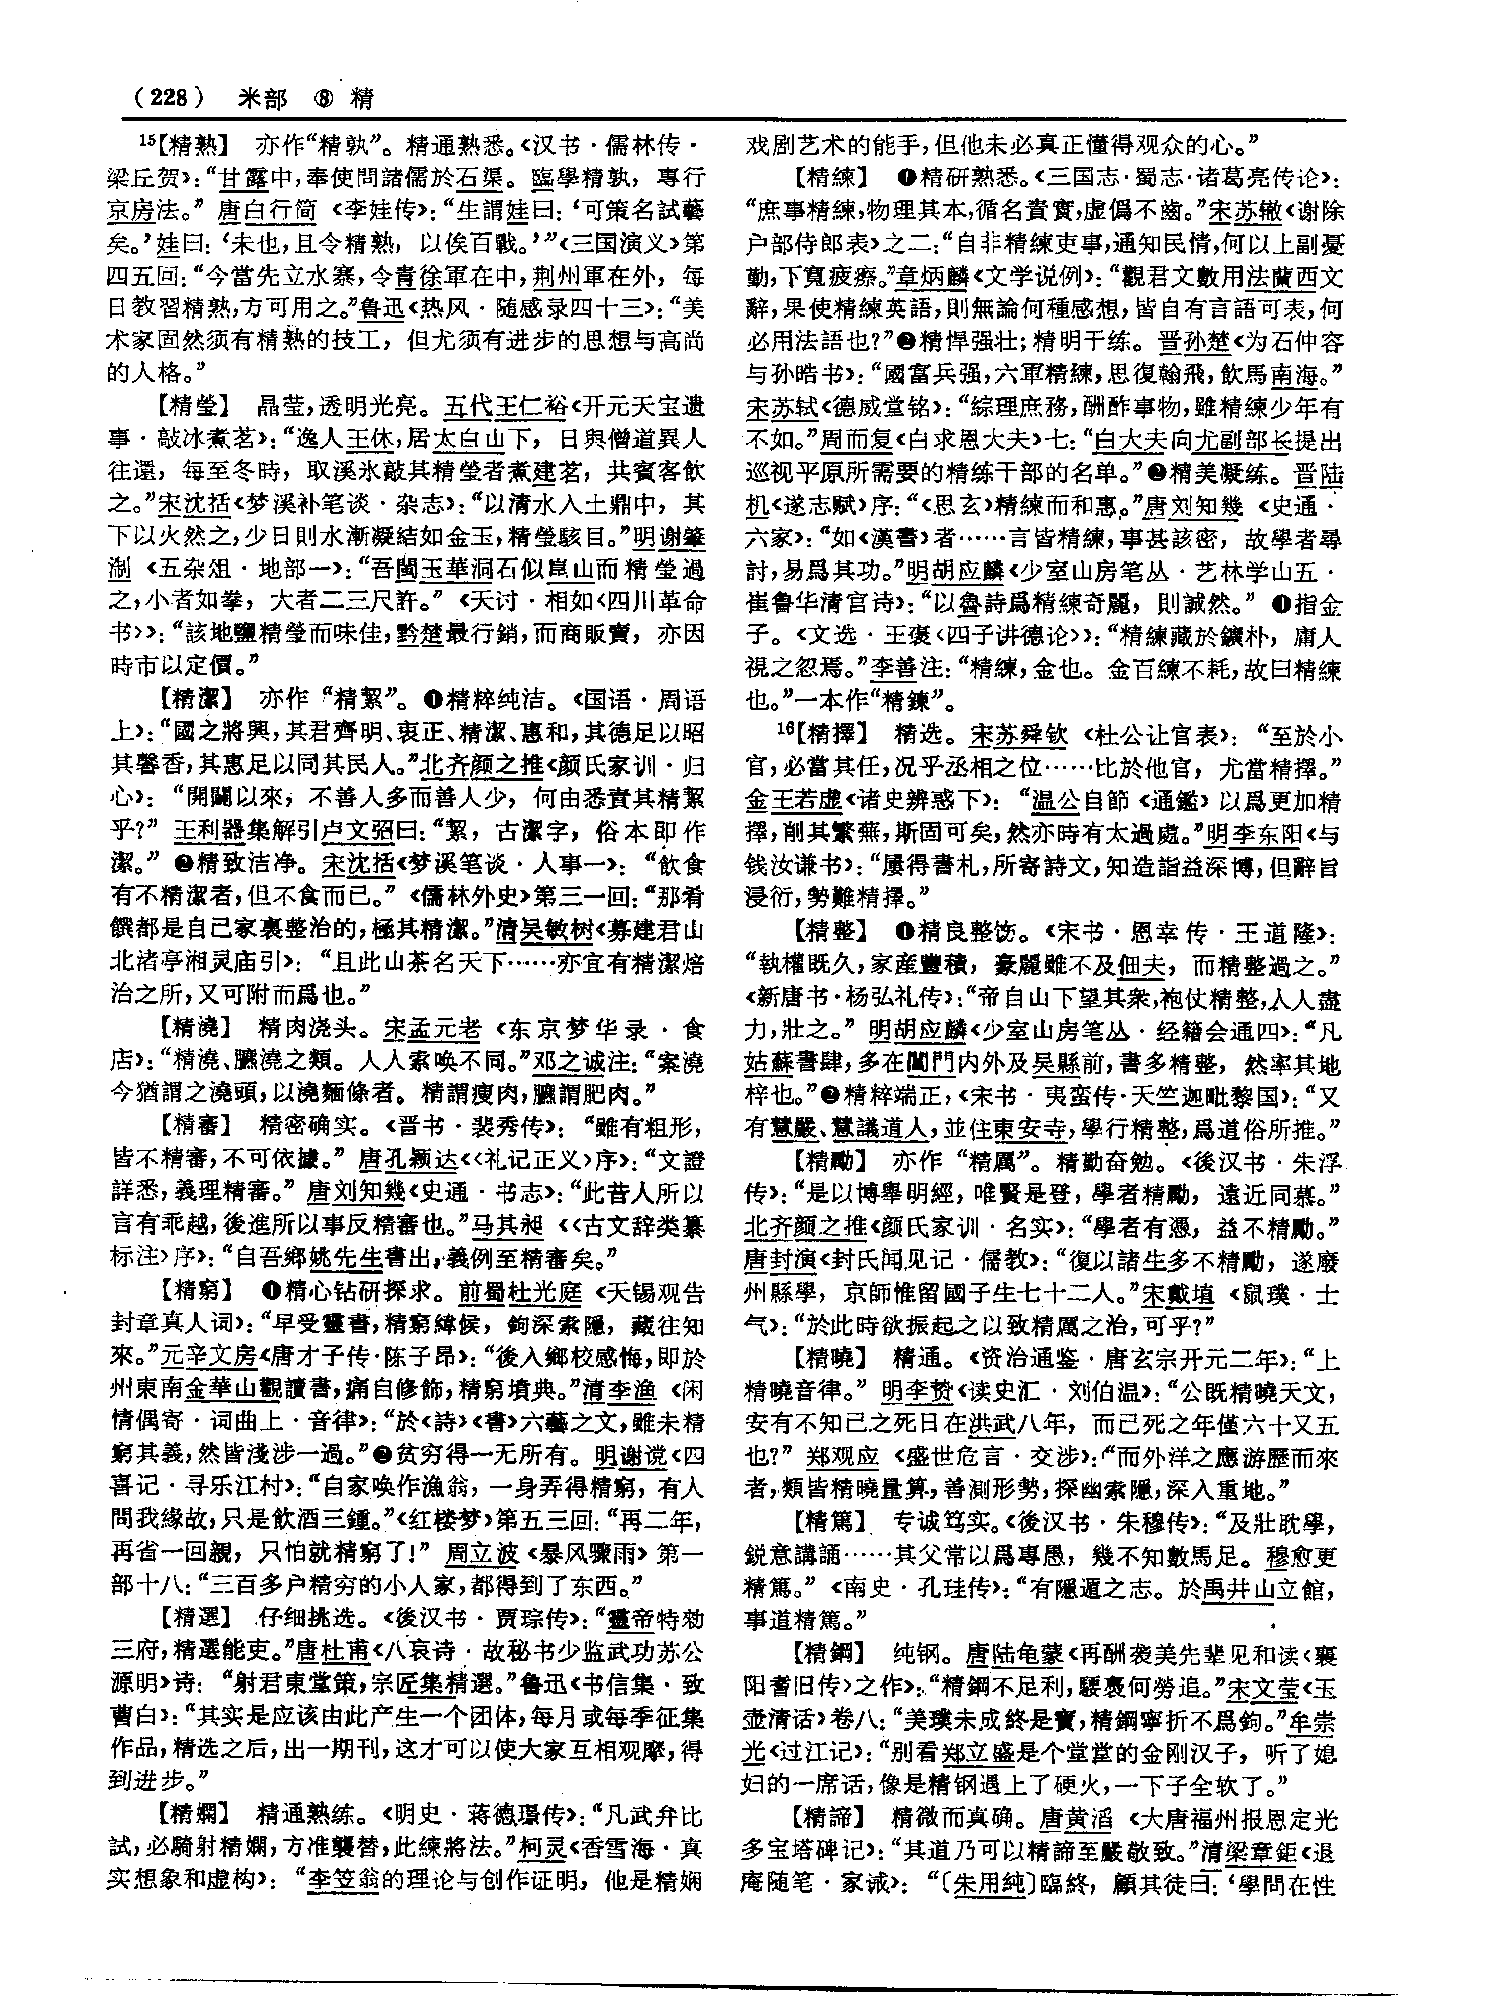 （228） 米部 ⑧ 精
15【精熟】 亦作“精孰”。精通熟悉。《汉书·儒林传·
梁丘贺》：“甘露中，奉使問諸儒於石渠。臨學精孰，專行
京房法。” 唐白行简《李娃传》：“生謂娃曰：‘可策名試藝
矣。’娃曰：‘未也，且令精熟，以俟百戰。’”《三国演义》第
四五回：“今當先立水寨，令青徐軍在中，荆州軍在外，每
日教習精熟，方可用之。”鲁迅《热风·随感录四十三》：“美
术家固然须有精熟的技工，但尤须有进步的思想与高尚
的人格。”
【精瑩】 晶莹，透明光亮。五代王仁裕《开元天宝遗
事·敲冰煮茗》：“逸人王休，居太白山下，日與僧道異人
往還，每至冬時，取溪氷敲其精瑩者煮建茗，共賓客飲
之。”宋沈括《梦溪补笔谈·杂志》：“以清水入土鼎中，其
下以火然之，少日則水漸凝結如金玉，精瑩駭目。”明谢肇
淛《五杂俎·地部一》：“吾閩玉華洞石似崑山而精瑩過
之，小者如拳，大者二三尺許。”《天讨·相如〈四川革命
书〉》：“該地鹽精瑩而味佳，黔楚最行銷，而商販賣，亦因
時市以定價。”
【精潔】 亦作“精絜”。❶精粹纯洁。《国语·周语
上》：“國之將興，其君齊明、衷正、精潔、惠和，其德足以昭
其馨香，其惠足以同其民人。”北齐颜之推《颜氏家训·归
心》：“開闢以來，不善人多而善人少，何由悉責其精絜
乎？” 王利器集解引卢文弨曰：“絜，古潔字，俗本即作
潔。” ❷精致洁净。宋沈括《梦溪笔谈·人事一》：“飲食
有不精潔者，但不食而已。”《儒林外史》第三一回：“那肴
饌都是自己家裏整治的，極其精潔。”清吴敏树《募建君山
北渚亭湘灵庙引》：“且此山茶名天下……亦宜有精潔焙
治之所，又可附而爲也。”
【精澆】 精肉浇头。宋孟元老《东京梦华录·食
店》：“精澆、臕澆之類。人人索唤不同。”邓之诚注：“案澆
今猶謂之澆頭，以澆麵條者。精謂瘦肉，臕謂肥肉。”
【精審】 精密确实。《晋书·裴秀传》：“雖有粗形，
皆不精審，不可依據。” 唐孔颖达《〈礼记正义〉序》：“文證
詳悉，義理精審。” 唐刘知幾《史通·书志》：“此昔人所以
言有乖越，後進所以事反精審也。”马其昶《〈古文辞类纂
标注〉序》：“自吾鄉姚先生書出，義例至精審矣。”
【精窮】 ❶精心钻研探求。前蜀杜光庭《天锡观告
封章真人词》：“早受靈書，精窮緯候，鉤深索隱，藏往知
來。”元辛文房《唐才子传·陈子昂》：“後入鄉校感悔，即於
州東南金華山觀讀書，痛自修飾，精窮墳典。”清李渔《闲
情偶寄·词曲上·音律》：“於《詩》《書》六藝之文，雖未精
窮其義，然皆淺涉一過。”❷贫穷得一无所有。明谢谠《四
喜记·寻乐江村》：“自家唤作漁翁，一身弄得精窮，有人
問我緣故，只是飲酒三鍾。”《红楼梦》第五三回：“再二年，
再省一回親，只怕就精窮了！” 周立波《暴风骤雨》第一
部十八：“三百多户精穷的小人家，都得到了东西。”
【精選】 仔细挑选。《後汉书·贾琮传》：“靈帝特勑
三府，精選能吏。”唐杜甫《八哀诗·故秘书少监武功苏公
源明》诗：“射君東堂策，宗匠集精選。”鲁迅《书信集·致
曹白》：“其实是应该由此产生一个团体，每月或每季征集
作品，精选之后，出一期刊，这才可以使大家互相观摩，得
到进步。”
【精嫻】 精通熟练。《明史·蒋德璟传》：“凡武弁比
試，必騎射精嫻，方准襲替，此練將法。”柯灵《香雪海·真
实想象和虚构》：“李笠翁的理论与创作证明，他是精娴
戏剧艺术的能手，但他未必真正懂得观众的心。”
【精練】 ❶精研熟悉。《三国志·蜀志·诸葛亮传论》：
“庶事精練，物理其本，循名責實，虚僞不齒。”宋苏辙《谢除
户部侍郎表》之二：“自非精練吏事，通知民情，何以上副憂
勤，下寬疲瘵。”章炳麟《文学说例》：“觀君文數用法蘭西文
辭，果使精練英語，則無論何種感想，皆自有言語可表，何
必用法語也？”❷精悍强壮；精明干练。晋孙楚《为石仲容
与孙皓书》：“國富兵强，六軍精練，思復翰飛，飲馬南海。”
宋苏轼《德威堂铭》：“綜理庶務，酬酢事物，雖精練少年有
不如。”周而复《白求恩大夫》七：“白大夫向尤副部长提出
巡视平原所需要的精练干部的名单。”❸精美凝练。晋陆
机《遂志赋》序：“《思玄》精練而和惠。”唐刘知幾《史通·
六家》：“如《漢書》者……言皆精練，事甚該密，故學者尋
討，易爲其功。”明胡应麟《少室山房笔丛·艺林学山五·
崔鲁华清宫诗》：“以魯詩爲精練奇麗，則誠然。” ❹指金
子。《文选·王褒〈四子讲德论〉》：“精練藏於鑛朴，庸人
視之忽焉。”李善注：“精練，金也。金百練不耗，故曰精練
也。”一本作“精鍊”。
16【精擇】 精选。宋苏舜钦《杜公让官表》：“至於小
官，必當其任，況乎丞相之位……比於他官，尤當精擇。”
金王若虚《诸史辨惑下》：“温公自節《通鑑》以爲更加精
擇，削其繁蕪，斯固可矣，然亦時有太過處。”明李东阳《与
钱汝谦书》：“屢得書札，所寄詩文，知造詣益深博，但辭旨
浸衍，勢難精擇。”
【精整】 ❶精良整饬。《宋书·恩幸传·王道隆》：
“執權既久，家産豐積，豪麗雖不及佃夫，而精整過之。”
《新唐书·杨弘礼传》：“帝自山下望其衆，袍仗精整，人人盡
力，壯之。” 明胡应麟《少室山房笔丛·经籍会通四》：“凡
姑蘇書肆，多在閶門内外及吴縣前，書多精整，然率其地
梓也。”❷精粹端正，《宋书·夷蛮传·天竺迦毗黎国》：“又
有慧嚴、慧議道人，並住東安寺，學行精整，爲道俗所推。”
【精勵】 亦作“精厲”。精勤奋勉。《後汉书·朱浮
传》：“是以博舉明經，唯賢是登，學者精勵，遠近同慕。”
北齐颜之推《颜氏家训·名实》：“學者有憑，益不精勵。”
唐封演《封氏闻见记·儒教》：“復以諸生多不精勵，遂廢
州縣學，京師惟留國子生七十二人。”宋戴埴《鼠璞·士
气》：“於此時欲振起之以致精厲之治，可乎？”
【精曉】 精通。《资治通鉴·唐玄宗开元二年》：“上
精曉音律。” 明李贽《读史汇·刘伯温》：“公既精曉天文，
安有不知己之死日在洪武八年，而已死之年僅六十又五
也？” 郑观应《盛世危言·交涉》：“而外洋之應游歷而來
者，類皆精曉量算，善測形勢，探幽索隱，深入重地。”
【精篤】 专诚笃实。《後汉书·朱穆传》：“及壯耽學，
鋭意講誦……其父常以爲專愚，幾不知數馬足。穆愈更
精篤。”《南史·孔珪传》：“有隱遁之志。於禹井山立館，
事道精篤。”
【精鋼】 纯钢。唐陆龟蒙《再酬袭美先辈见和读〈襄
阳耆旧传〉之作》：“精鋼不足利，騕褭何勞追。”宋文莹《玉
壶清话》卷八：“美璞未成終是寶，精鋼寧折不爲鉤。”牟崇
光《过江记》：“别看郑立盛是个堂堂的金刚汉子，听了媳
妇的一席话，像是精钢遇上了硬火，一下子全软了。”
【精諦】 精微而真确。唐黄滔《大唐福州报恩定光
多宝塔碑记》：“其道乃可以精諦至嚴敬致。”清梁章钜《退
庵随笔·家诫》：“〔朱用純〕臨終，顧其徒曰：‘學問在性